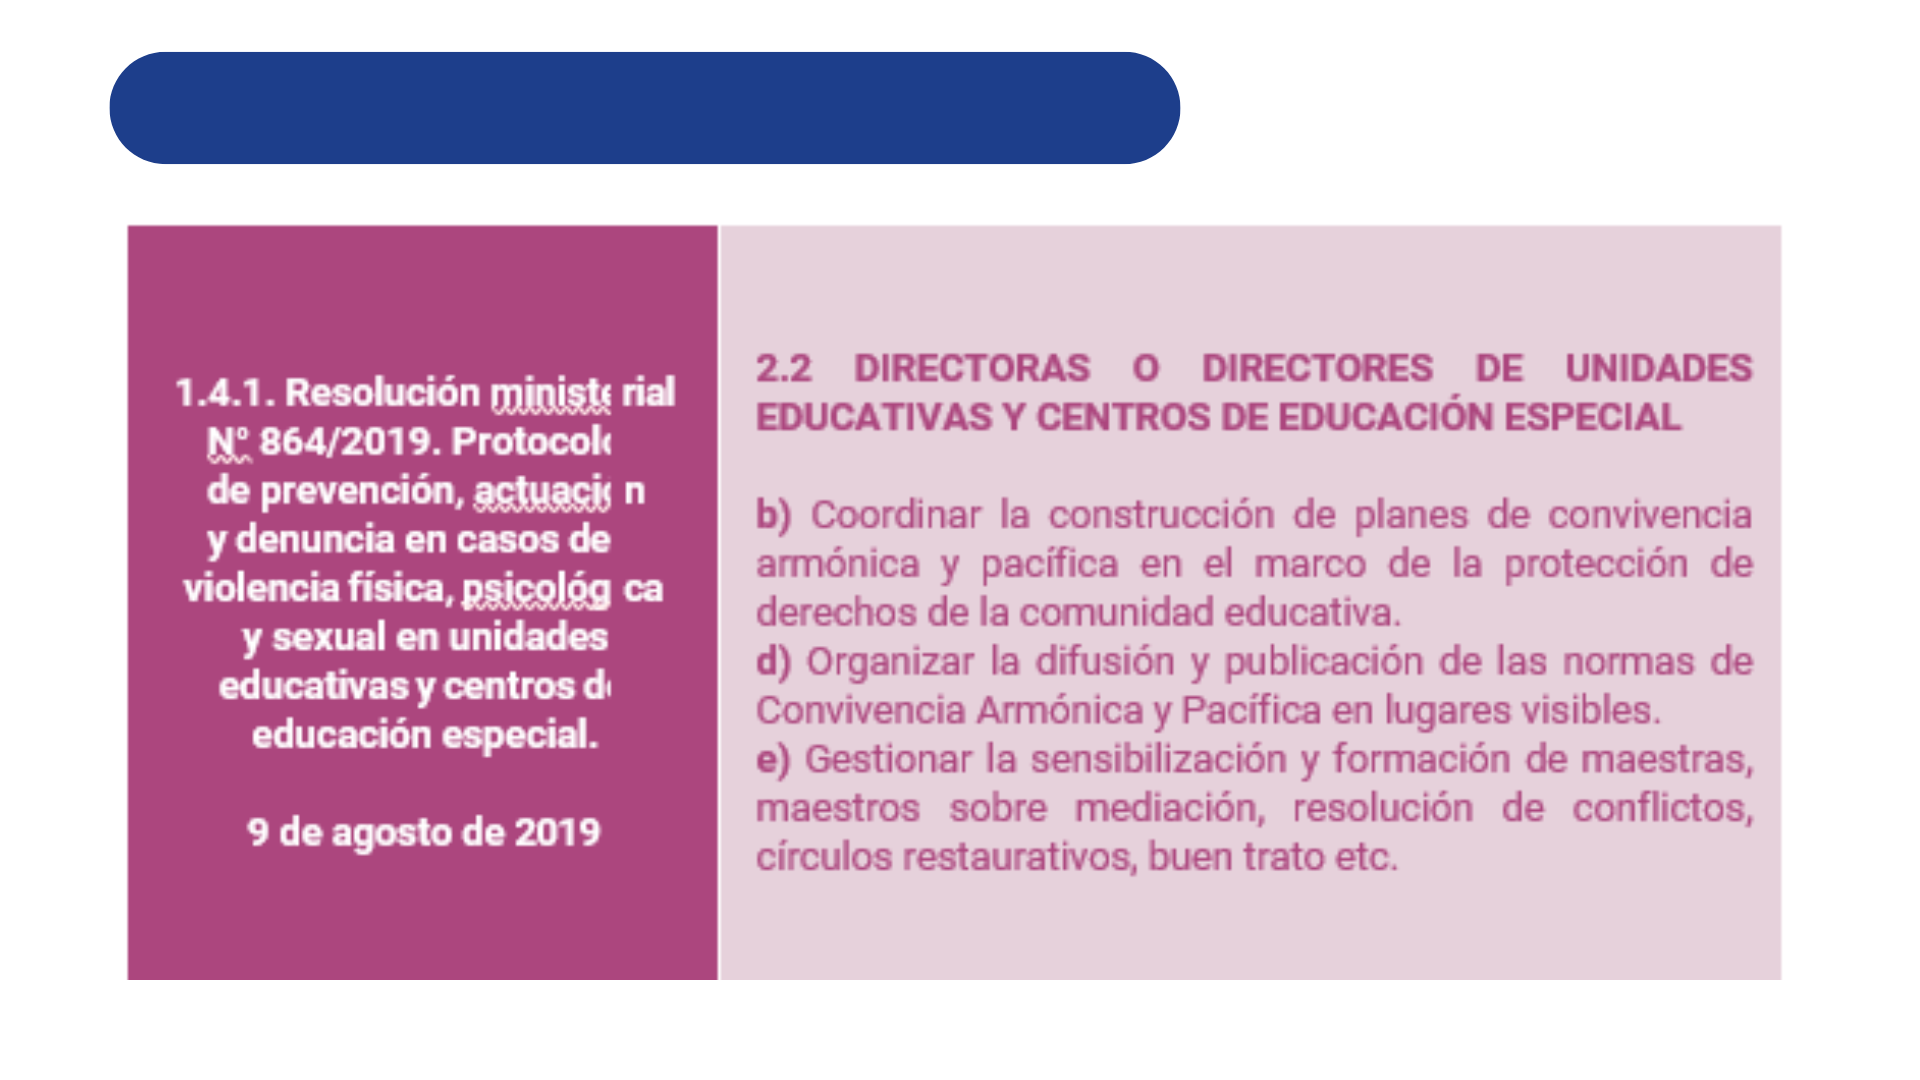 1.4.1. Resolución ministe rial
N° 864/2019. Protocolo
de prevención, actuació n
y denuncia en casos de
violencia física, psicológ ca
y sexual en unidades
educativas y centros de
educación especial.
9 de agosto de 2019
2.2 DIRECTORAS O DIRECTORES DE UNIDADES
EDUCATIVAS Y CENTROS DE EDUCACIÓN ESPECIAL
b) Coordinar la construcción de planes de convivencia
armónica y pacífica en el marco de la protección de
derechos de la comunidad educativa.
d) Organizar la difusión y publicación de las normas de
Convivencia Armónica y Pacífica en lugares visibles.
e) Gestionar la sensibilización y formación de maestras,
maestros sobre mediación, resolución de conflictos,
círculos restaurativos, buen trato etc.